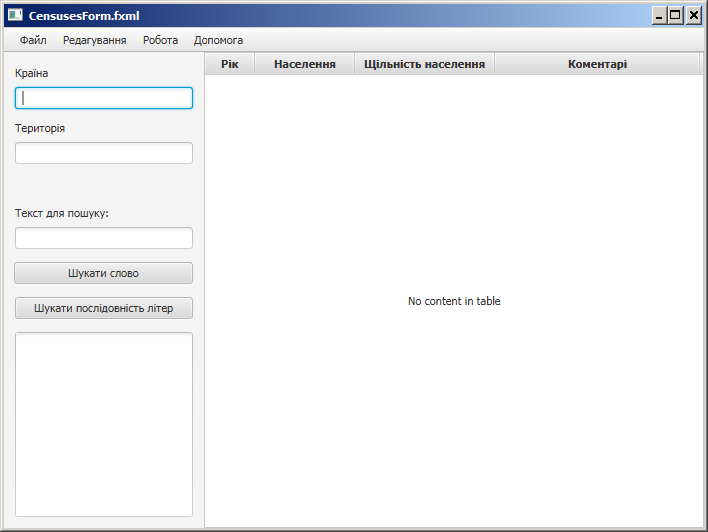 CensusesForm.fxml
Файл Редагування Робота Допомога
Країна
Територія
Текст для пошуку:
Шукати слово
Шукати послідовність літер
Рік Населення Щільність населення Коментарі
No content in table